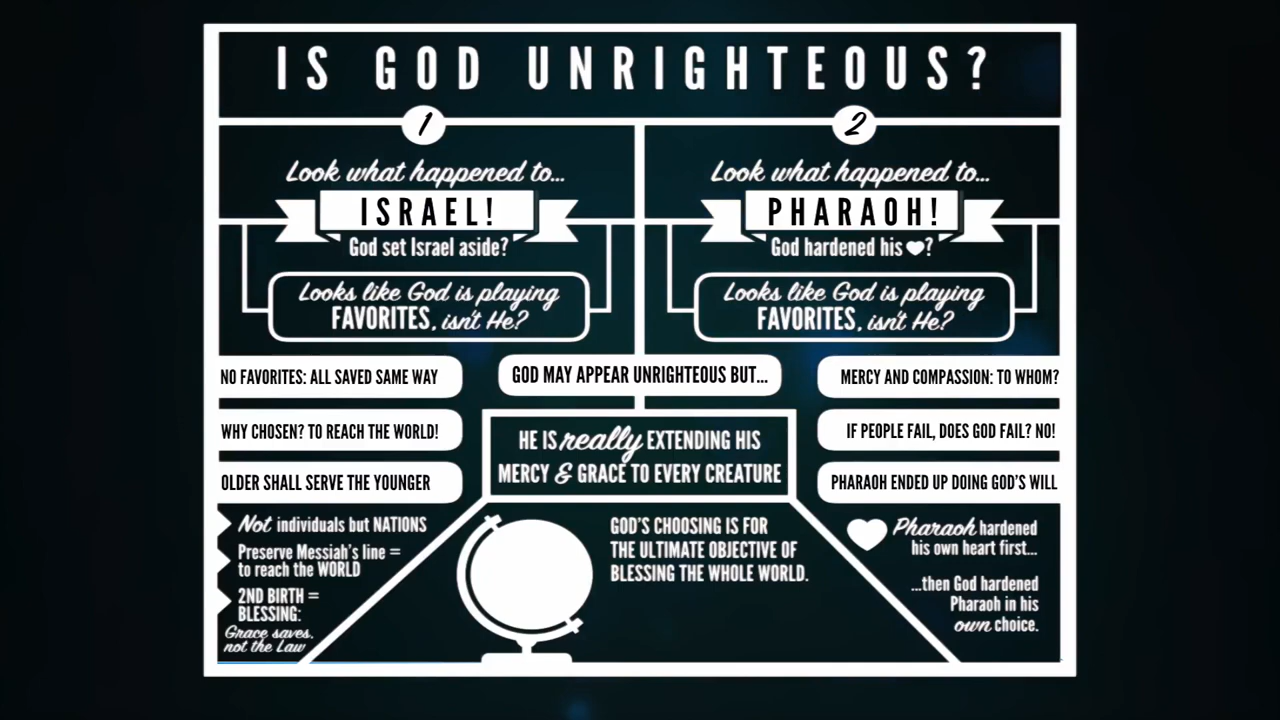 IS GOD UNRIGHTEOUS?
1
Look what happened to...
ISRAEL!
God set Israel aside?
Looks like God is playing
FAVORITES, isn't He?
2
Look what happened to...
PHARAOH!
God hardened his ♥?
Looks like God is playing
FAVORITES, isn't He?
GOD MAY APPEAR UNRIGHTEOUS BUT...
HE IS really EXTENDING HIS
MERCY & GRACE TO EVERY CREATURE
NO FAVORITES: ALL SAVED SAME WAY
WHY CHOSEN? TO REACH THE WORLD!
OLDER SHALL SERVE THE YOUNGER
Not individuals but NATIONS
Preserve Messiah's line =
to reach the WORLD
2ND BIRTH =
BLESSING:
Grace saves,
not the Law
GOD'S CHOOSING IS FOR
THE ULTIMATE OBJECTIVE OF
BLESSING THE WHOLE WORLD.
MERCY AND COMPASSION: TO WHOM?
IF PEOPLE FAIL, DOES GOD FAIL? NO!
PHARAOH ENDED UP DOING GOD'S WILL
Pharaoh hardened
his own heart first...
...then God hardened
Pharaoh in his
own choice.